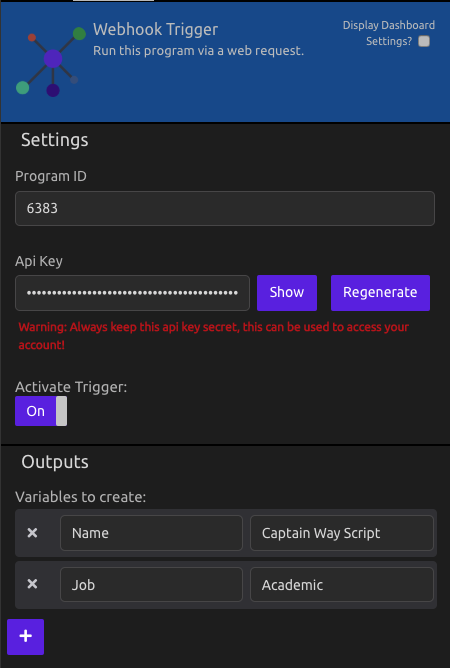 Webhook Trigger
Run this program via a web request.
Display Dashboard
Settings?
Settings
Program ID
6383
Api Key
Show
Regenerate
Warning: Always keep this api key secret, this can be used to access your
account!
Activate Trigger:
On
Outputs
Variables to create:
Name
Captain Way Script
Job
Academic